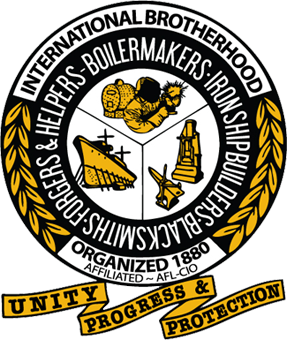 INTERNATIONAL BROTHERHOOD
BOILERMAKERS · IRON SHIP BUILDERS · BLACKSMITHS · FORGERS & HELPERS ·
ORGANIZED 1880
AFFILIATED ~ AFL-CIO
UNITY
PROGRESS &
PROTECTION